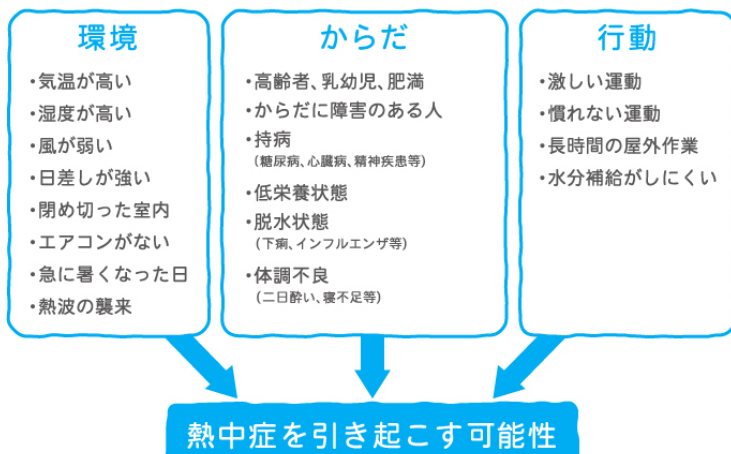 環境
・気温が高い
・湿度が高い
・風が弱い
・日差しが強い
・閉め切った室内
・エアコンがない
・急に暑くなった日
・熱波の襲来
からだ
・高齢者、乳幼児、肥満
・からだに障害のある人
・持病
(糖尿病、心臓病、精神疾患等)
・低栄養状態
・脱水状態
(下痢、インフルエンザ等)
・体調不良
(二日酔い、寝不足等)
行動
・激しい運動
・慣れない運動
・長時間の屋外作業
・水分補給がしにくい
熱中症を引き起こす可能性